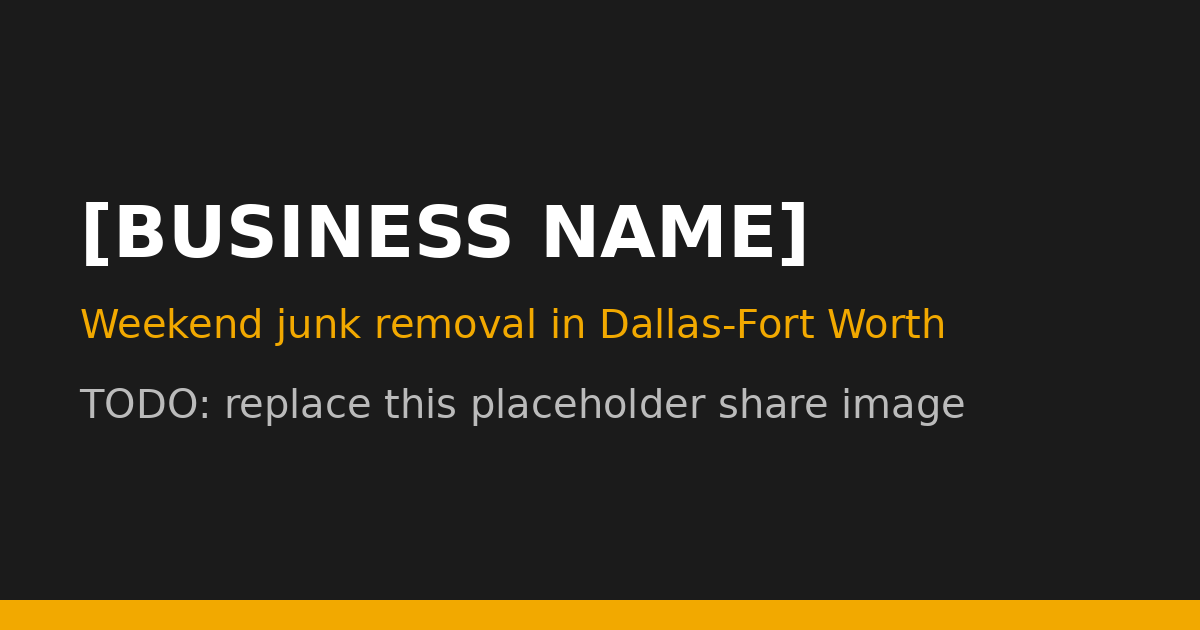 [BUSINESS NAME]
Weekend junk removal in Dallas-Fort Worth
TODO: replace this placeholder share image